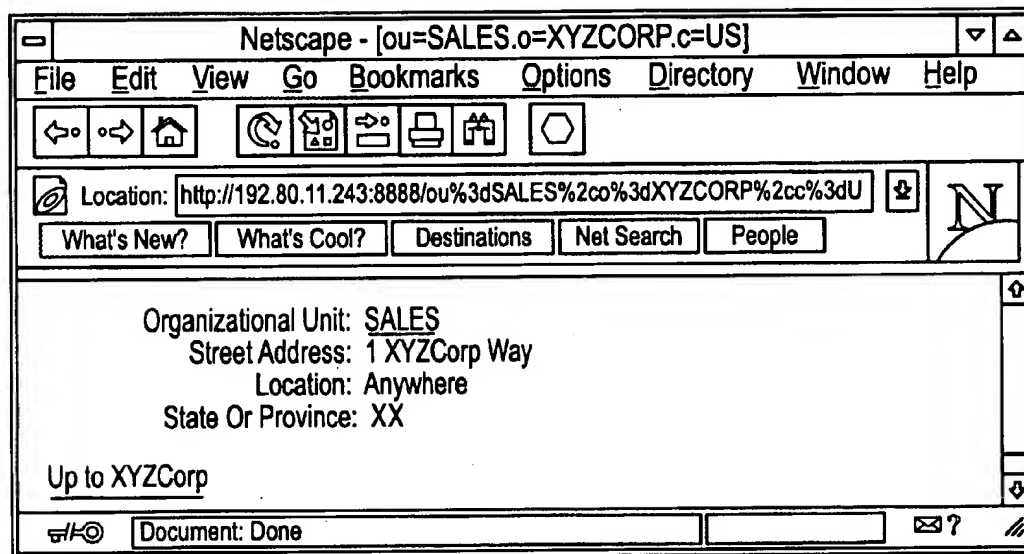 Netscape - [ou=SALES.o=XYZCORP.c=US]
File Edit View Go Bookmarks Options Directory Window Help
Location: http://192.80.11.243:8888/ou%3dSALES%2co%3dXYZCORP%2cc%3dU
N
What's New? What's Cool? Destinations Net Search People
Organizational Unit: SALES
Street Address: 1 XYZCorp Way
Location: Anywhere
State Or Province: XX
Up to XYZCorp
Document: Done
?